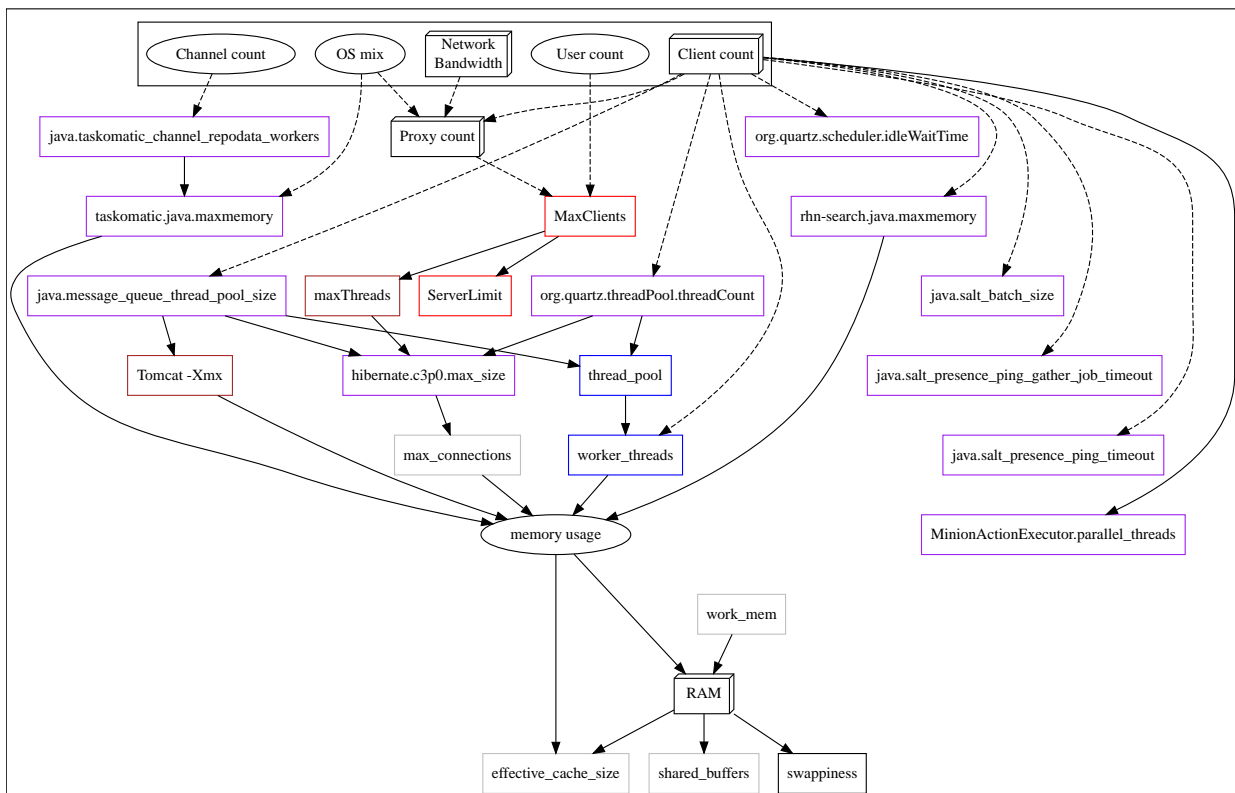 Channel count
OS mix
Network
Bandwidth
User count
Client count
java.taskomatic_channel_repodata_workers
Proxy count
org.quartz.scheduler.idleWaitTime
taskomatic.java.maxmemory
MaxClients
rhn-search.java.maxmemory
java.message_queue_thread_pool_size
maxThreads
ServerLimit
org.quartz.threadPool.threadCount
java.salt_batch_size
Tomcat -Xmx
hibernate.c3p0.max_size
thread_pool
java.salt_presence_ping_gather_job_timeout
max_connections
worker_threads
java.salt_presence_ping_timeout
memory usage
MinionActionExecutor.parallel_threads
work_mem
RAM
effective_cache_size
shared_buffers
swappiness